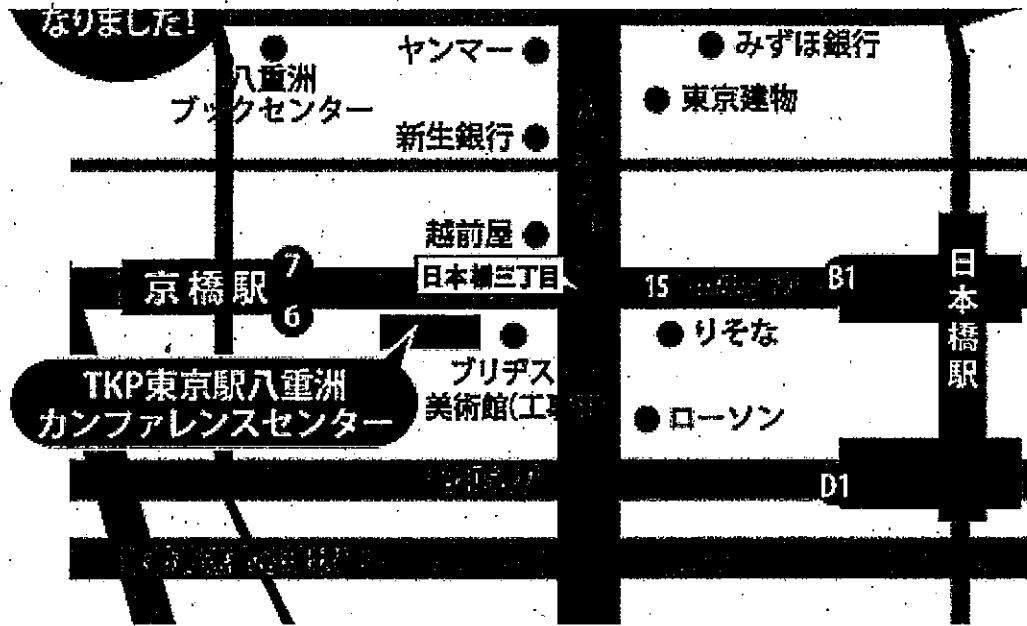 なりました!
八重洲
ブックセンター
ヤンマー
新生銀行
みずほ銀行
東京建物
越前屋
日本橋三丁目
京橋駅
7
6
15
B1
日本橋駅
TKP東京駅八重洲
カンファレンスセンター
ブリヂス
美術館(工事
りそな
ローソン
D1